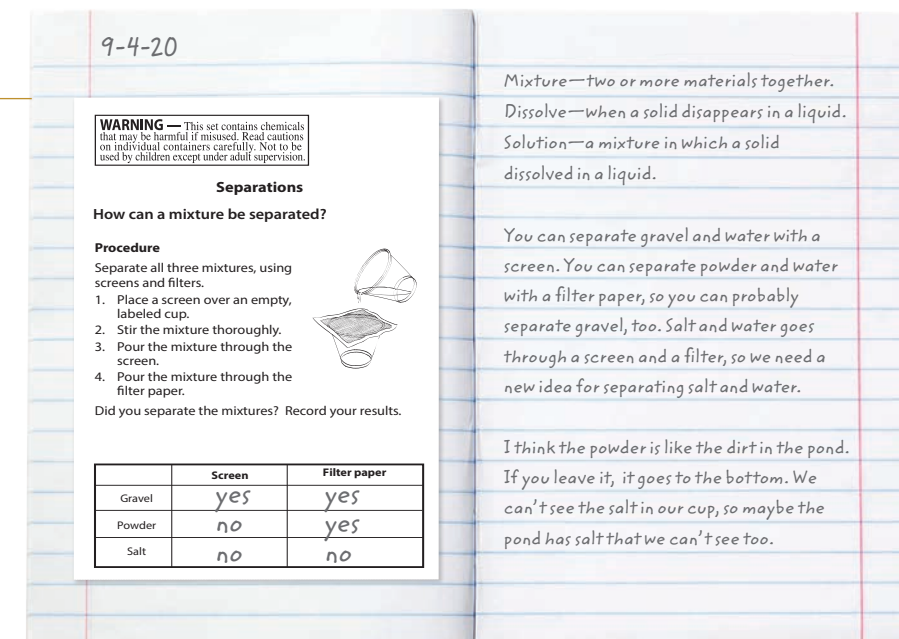 9-4-20
WARNING — This set contains chemicals
that may be harmful if misused. Read cautions
on individual containers carefully. Not to be
used by children except under adult supervision.
Separations
How can a mixture be separated?
Procedure
Separate all three mixtures, using
screens and filters.
1. Place a screen over an empty,
labeled cup.
2. Stir the mixture thoroughly.
3. Pour the mixture through the
screen.
4. Pour the mixture through the
filter paper.
Did you separate the mixtures? Record your results.
Screen Filter paper
Gravel yes yes
Powder no yes
Salt no no
Mixture—two or more materials together.
Dissolve—when a solid disappears in a liquid.
Solution—a mixture in which a solid
dissolved in a liquid.
You can separate gravel and water with a
screen. You can separate powder and water
with a filter paper, so you can probably
separate gravel, too. Salt and water goes
through a screen and a filter, so we need a
new idea for separating salt and water.
I think the powder is like the dirt in the pond.
If you leave it, it goes to the bottom. We
can't see the salt in our cup, so maybe the
pond has salt that we can't see too.